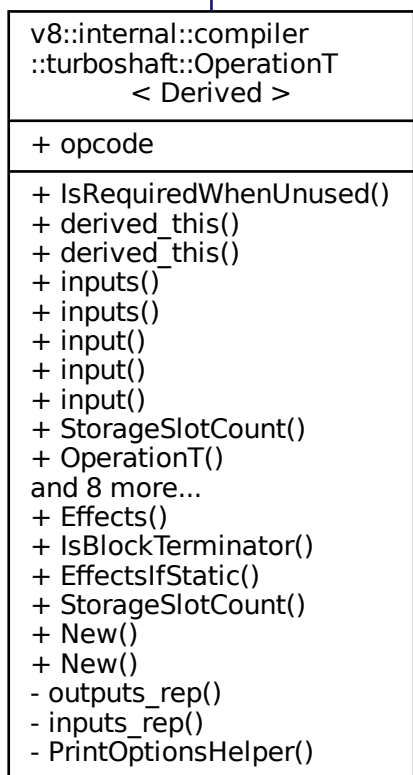 v8::internal::compiler
::turboshaft::OperationT
< Derived >
+ opcode
+ IsRequiredWhenUnused()
+ derived_this()
+ derived_this()
+ inputs()
+ inputs()
+ input()
+ input()
+ input()
+ StorageSlotCount()
+ OperationT()
and 8 more...
+ Effects()
+ IsBlockTerminator()
+ EffectsIfStatic()
+ StorageSlotCount()
+ New()
+ New()
- outputs_rep()
- inputs_rep()
- PrintOptionsHelper()